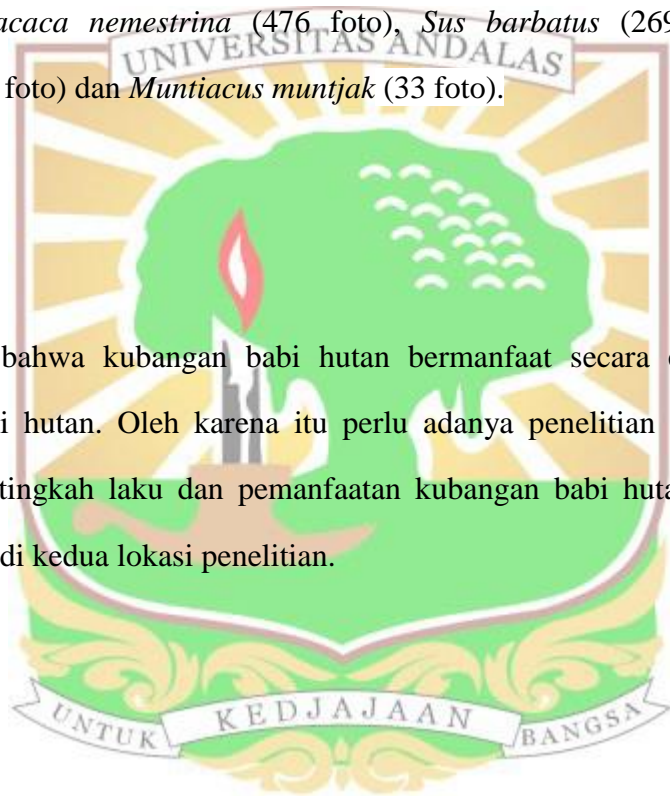 acaca nemestrina (476 foto), Sus barbatus (269
UNIVERSITAS ANDALAS
foto) dan Muntiacus muntjak (33 foto).
bahwa kubangan babi hutan bermanfaat secara
i hutan. Oleh karena itu perlu adanya penelitian
tingkah laku dan pemanfaatan kubangan babi huta
di kedua lokasi penelitian.
UNTUK KEDJAJAAN BANGSA